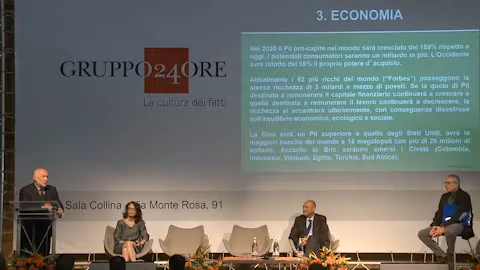 3. ECONOMIA
Nel 2030 il Pil pro-capite nel mondo sarà cresciuto del 159% rispetto a
oggi. I potenziali consumatori saranno un miliardo in più. L'Occidente
avrà ridotto del 15% il proprio potere d'acquisto.
Attualmente i 62 più ricchi del mondo ("Forbes") posseggono la
stessa ricchezza di 3 miliardi e mezzo di poveri. Se la quota di Pil
destinata a remunerare il capitale finanziario continuerà a crescere e
quella destinata a remunerare il lavoro continuerà a decrescere, la
ricchezza si accentrerà ulteriormente, con conseguenze disastrose
sull'equilibrio economico, ecologico e sociale.
La Cina avrà un Pil superiore a quello degli Stati Uniti, avrà le
maggiori banche del mondo e 15 megalopoli con più di 25 milioni di
abitanti. Accanto ai Bric saranno emersi i Civets (Colombia,
Indonesia, Vietnam, Egitto, Turchia, Sud Africa).
GRUPPO24ORE
La cultura dei fatti
Sala Collina Monte Rosa, 91